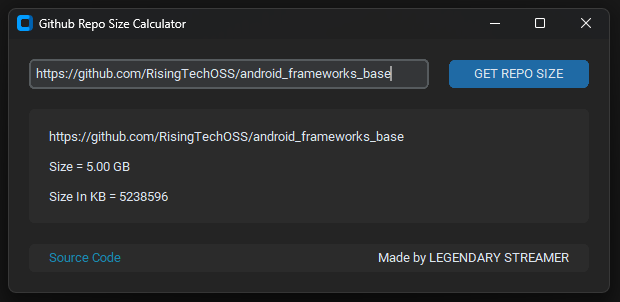 Github Repo Size Calculator
https://github.com/RisingTechOSS/android_frameworks_base
GET REPO SIZE
https://github.com/RisingTechOSS/android_frameworks_base
Size = 5.00 GB
Size In KB = 5238596
Source Code
Made by LEGENDARY STREAMER